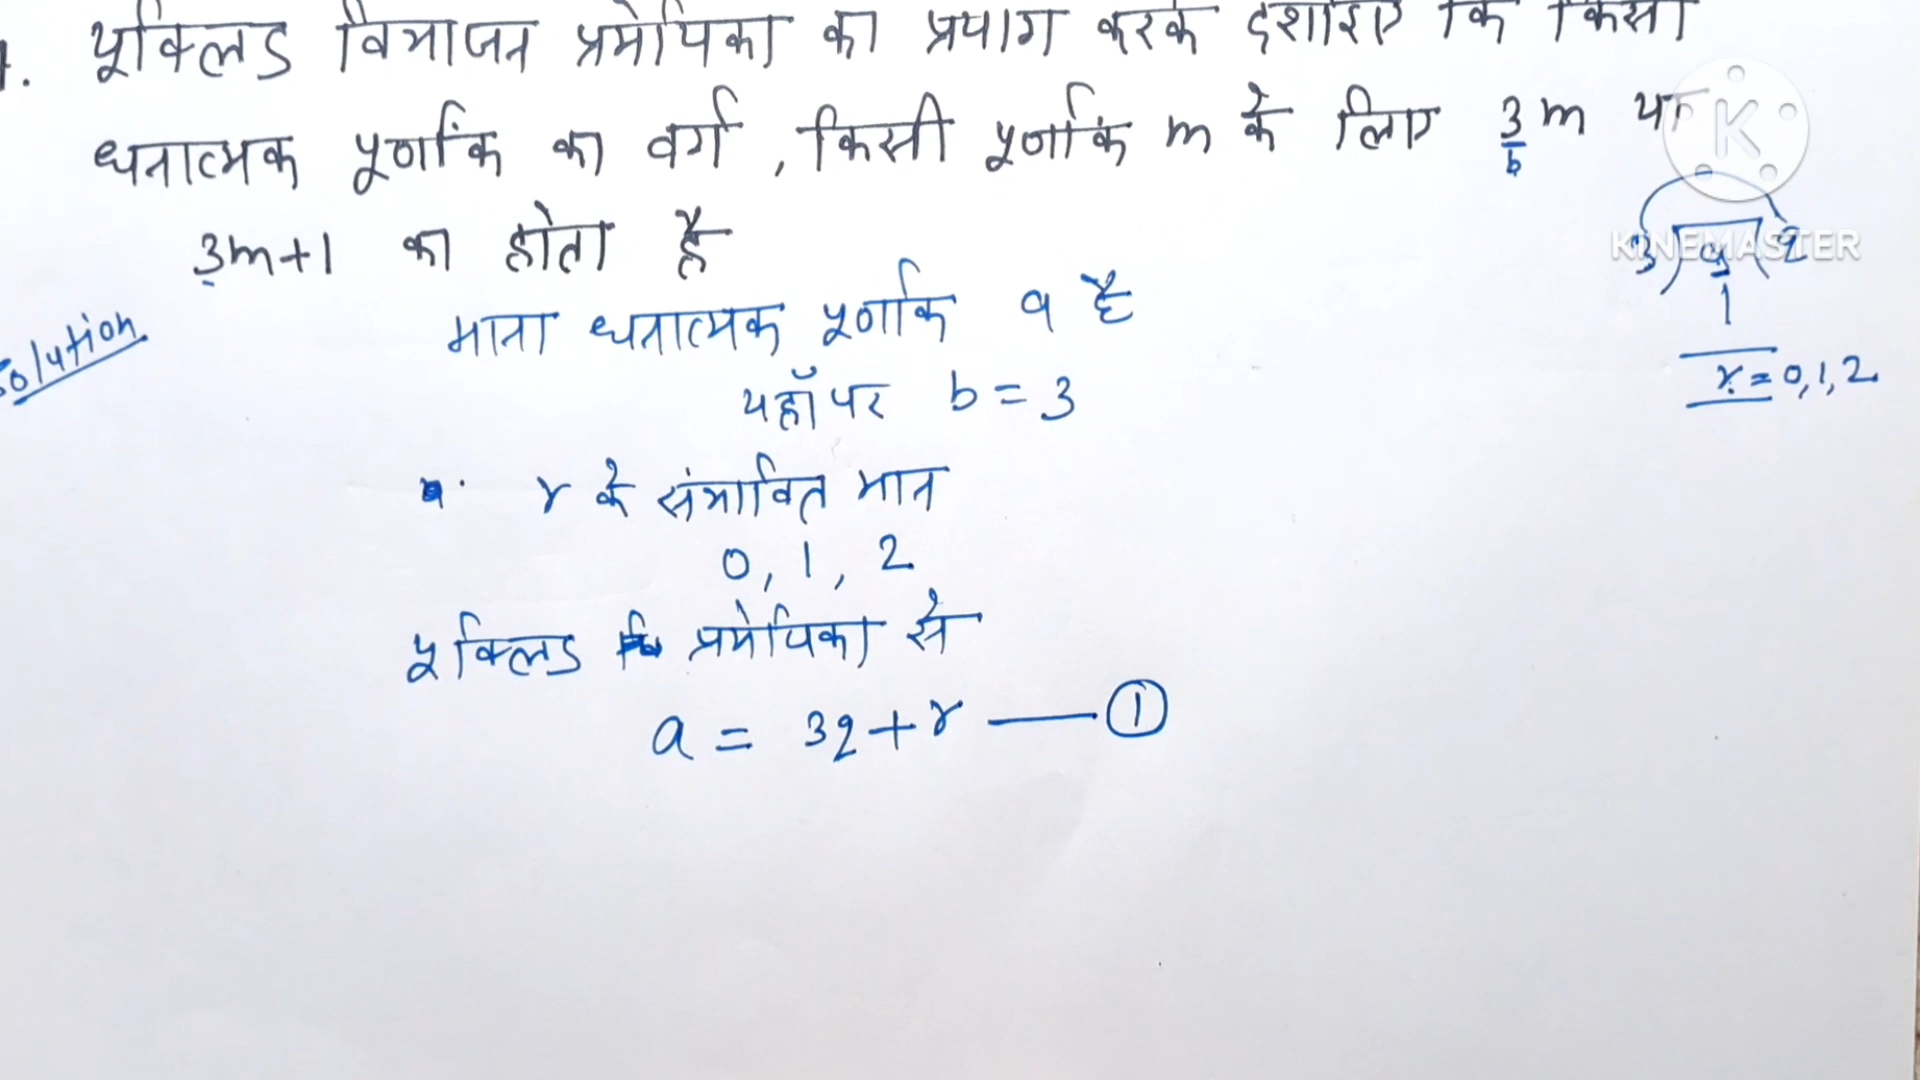 यूक्लिड विभाजन प्रमेयिका का प्रयोग करके दर्शाइए कि किसी
धनात्मक पूर्णांक का वर्ग , किसी पूर्णांक m के लिए 3m या
b
3m+1 का होता है
KINEMASTER
3 ) a ( q
1
r = 0, 1, 2
Solution
माना धनात्मक पूर्णांक a है
यहाँ पर b = 3
r के संभावित मान
0, 1, 2
यूक्लिड प्रमेयिका से
a = 3q + r — 1